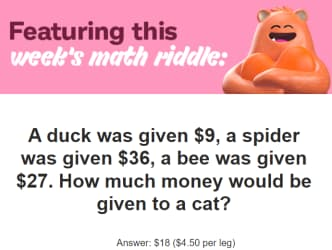 Featuring this
week's math riddle:
A duck was given $9, a spider
was given $36, a bee was given
$27. How much money would be
given to a cat?
Answer: $18 ($4.50 per leg)